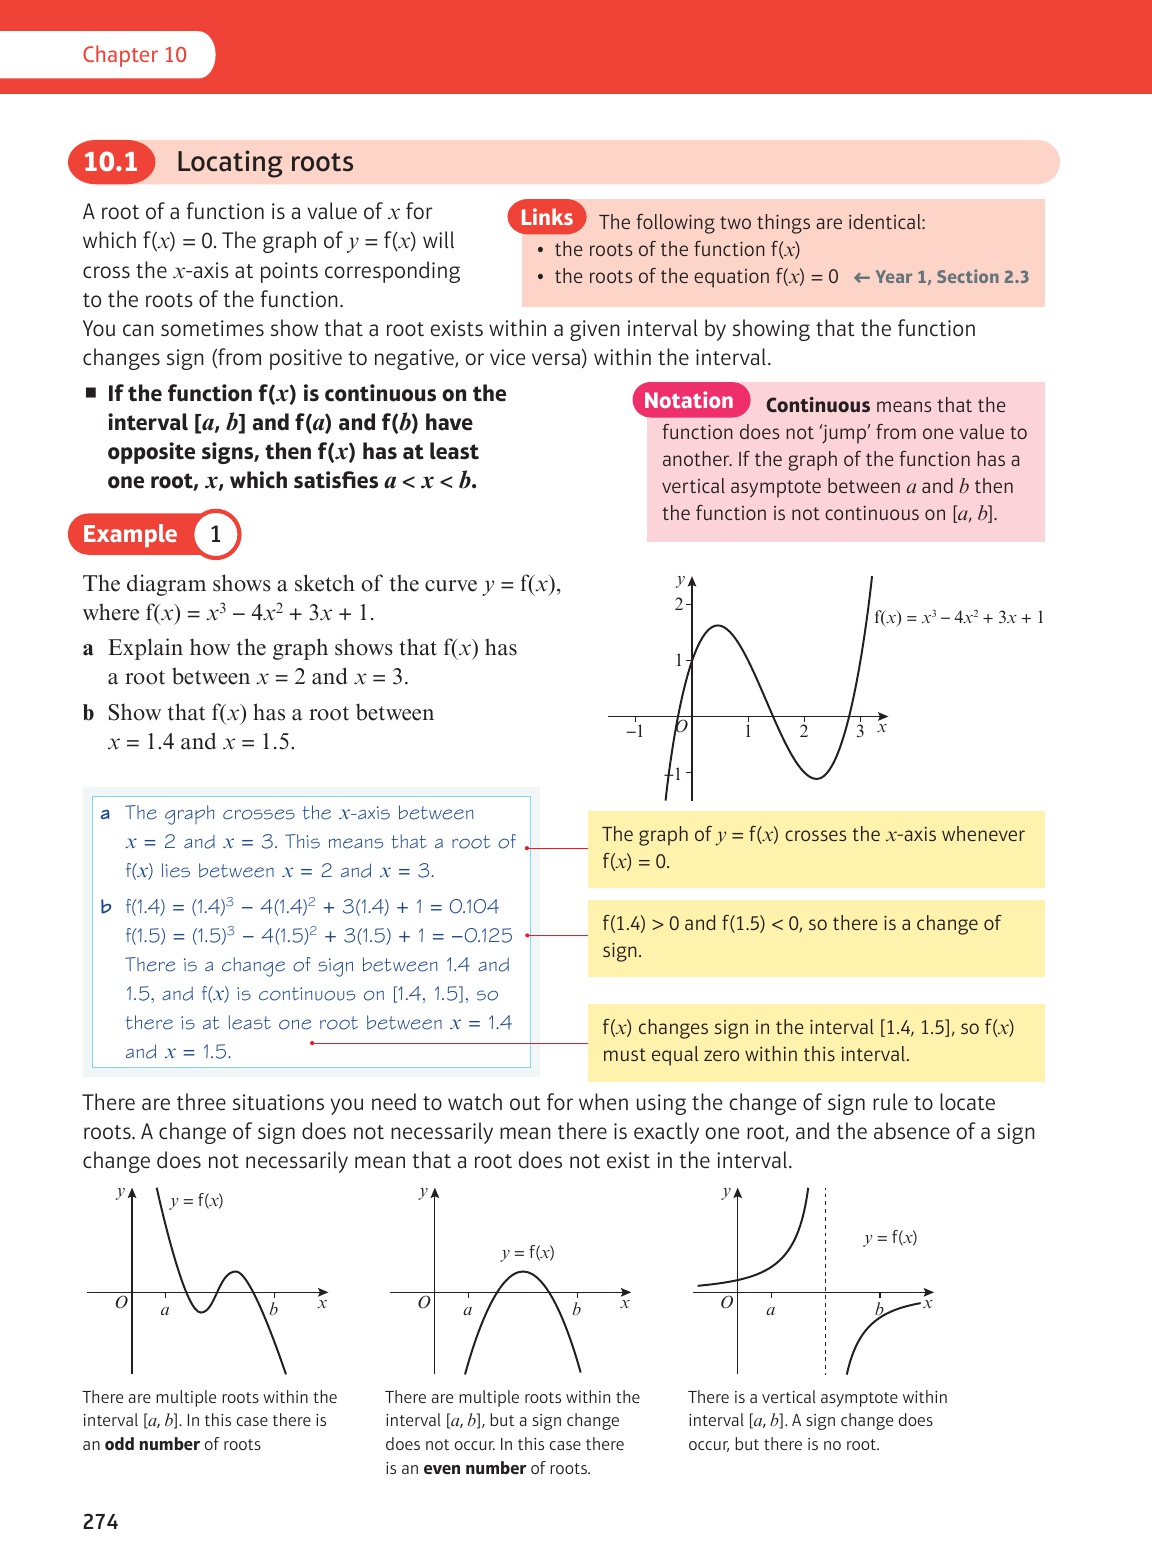 Chapter 10
10.1 Locating roots
A root of a function is a value of x for
which f(x) = 0. The graph of y = f(x) will
cross the x-axis at points corresponding
to the roots of the function.
Links The following two things are identical:
• the roots of the function f(x)
• the roots of the equation f(x) = 0 ← Year 1, Section 2.3
You can sometimes show that a root exists within a given interval by showing that the function
changes sign (from positive to negative, or vice versa) within the interval.
■ If the function f(x) is continuous on the
interval [a, b] and f(a) and f(b) have
opposite signs, then f(x) has at least
one root, x, which satisfies a < x < b.
Notation Continuous means that the
function does not ‘jump’ from one value to
another. If the graph of the function has a
vertical asymptote between a and b then
the function is not continuous on [a, b].
Example 1
The diagram shows a sketch of the curve y = f(x),
where f(x) = x³ – 4x² + 3x + 1.
a Explain how the graph shows that f(x) has
a root between x = 2 and x = 3.
b Show that f(x) has a root between
x = 1.4 and x = 1.5.
y
2
f(x) = x³ – 4x² + 3x + 1
1
–1 O 1 2 3 x
–1
a The graph crosses the x-axis between
x = 2 and x = 3. This means that a root of
f(x) lies between x = 2 and x = 3.
b f(1.4) = (1.4)³ – 4(1.4)² + 3(1.4) + 1 = 0.104
f(1.5) = (1.5)³ – 4(1.5)² + 3(1.5) + 1 = –0.125
There is a change of sign between 1.4 and
1.5, and f(x) is continuous on [1.4, 1.5], so
there is at least one root between x = 1.4
and x = 1.5.
The graph of y = f(x) crosses the x-axis whenever
f(x) = 0.
f(1.4) > 0 and f(1.5) < 0, so there is a change of
sign.
f(x) changes sign in the interval [1.4, 1.5], so f(x)
must equal zero within this interval.
There are three situations you need to watch out for when using the change of sign rule to locate
roots. A change of sign does not necessarily mean there is exactly one root, and the absence of a sign
change does not necessarily mean that a root does not exist in the interval.
y
y = f(x)
O a b x
There are multiple roots within the
interval [a, b]. In this case there is
an odd number of roots
y
y = f(x)
O a b x
There are multiple roots within the
interval [a, b], but a sign change
does not occur. In this case there
is an even number of roots.
y
y = f(x)
O a b x
There is a vertical asymptote within
interval [a, b]. A sign change does
occur, but there is no root.
274